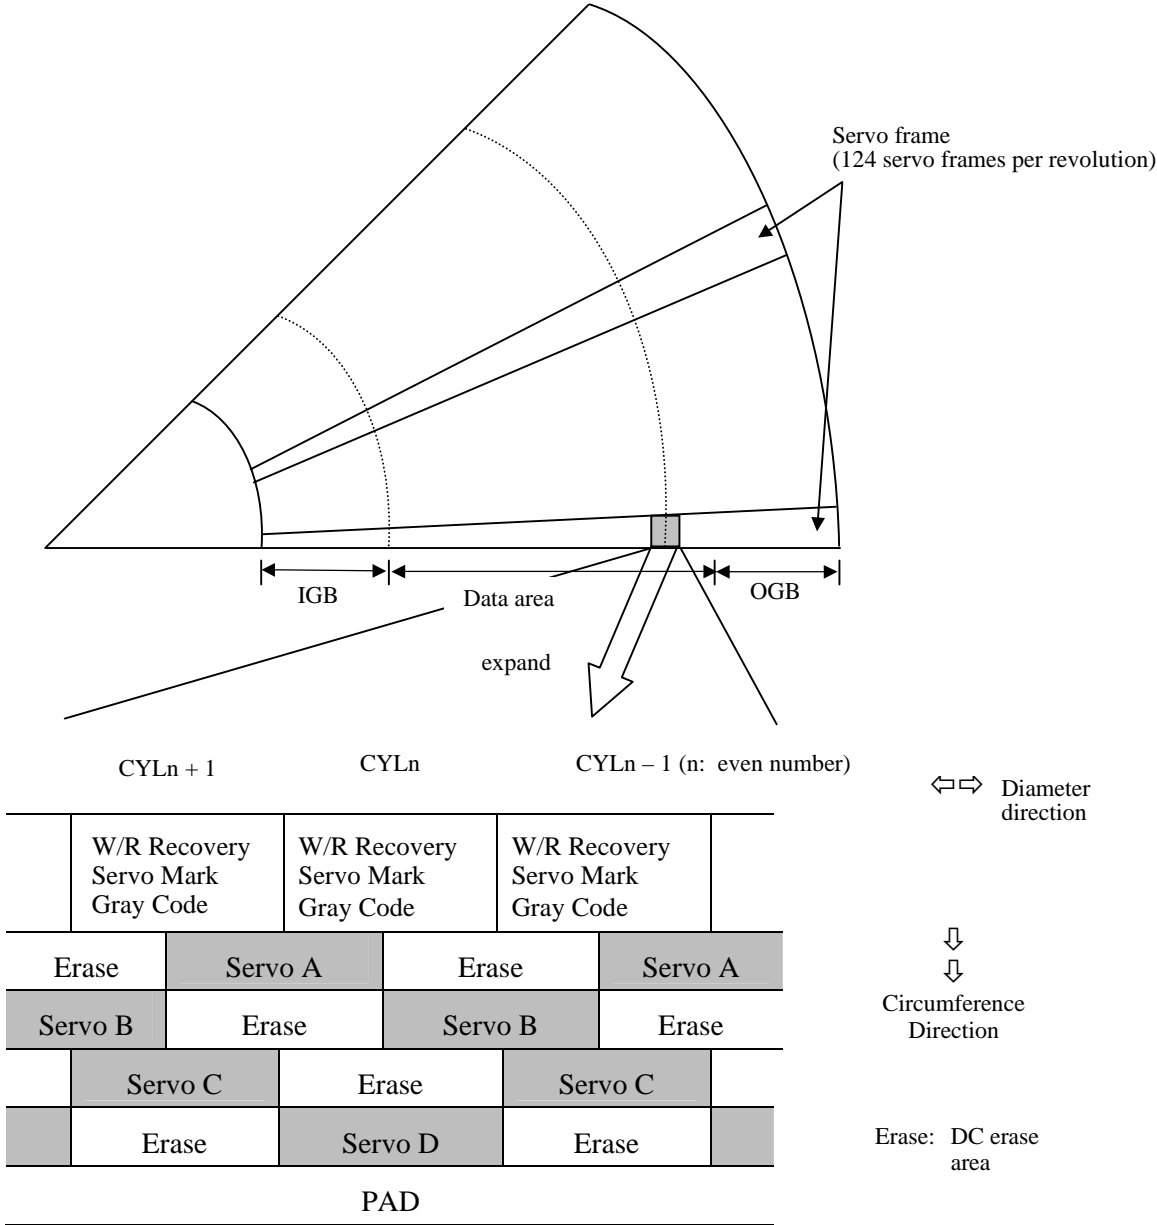 Servo frame
(124 servo frames per revolution)
IGB
Data area
OGB
expand
CYLn + 1
CYLn
CYLn – 1 (n: even number)
Diameter
direction
W/R Recovery
Servo Mark
Gray Code
W/R Recovery
Servo Mark
Gray Code
W/R Recovery
Servo Mark
Gray Code
Erase
Servo A
Erase
Servo A
Servo B
Erase
Servo B
Erase
Circumference
Direction
Servo C
Erase
Servo C
Erase
Servo D
Erase
Erase: DC erase
area
PAD